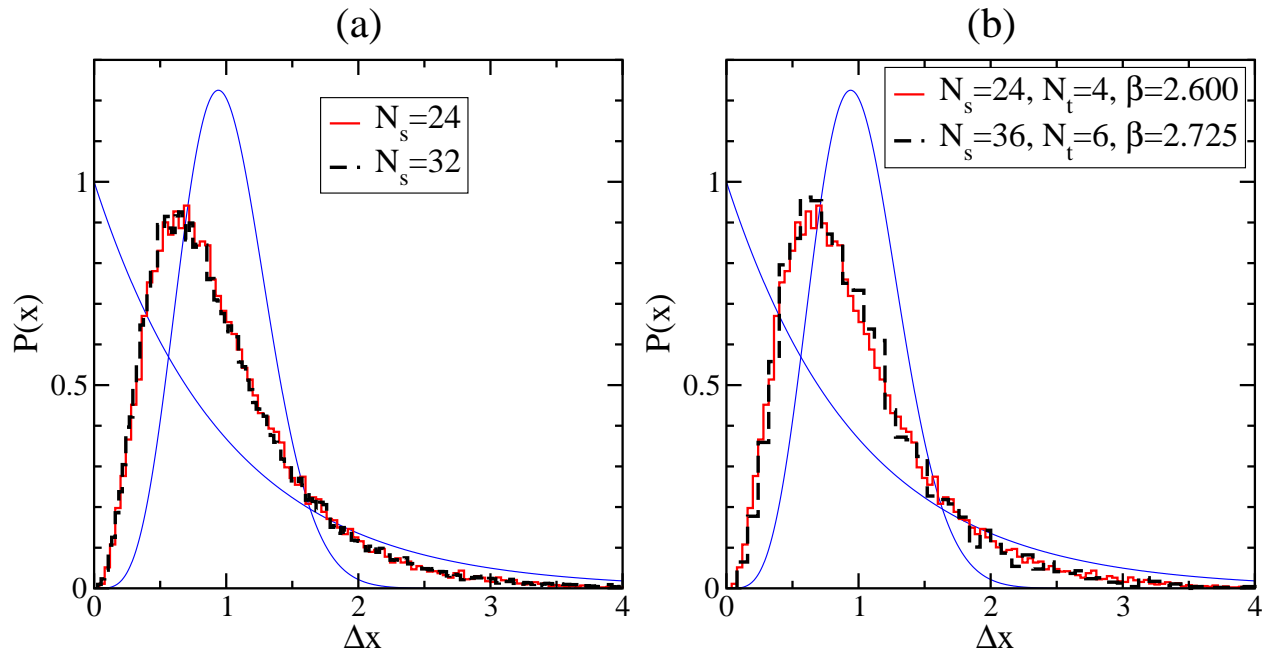 (a)
N_s=24
N_s=32
1
0.5
0
P(x)
0 1 2 3 4
Δx
(b)
N_s=24, N_t=4, β=2.600
N_s=36, N_t=6, β=2.725
1
0.5
0
P(x)
0 1 2 3 4
Δx